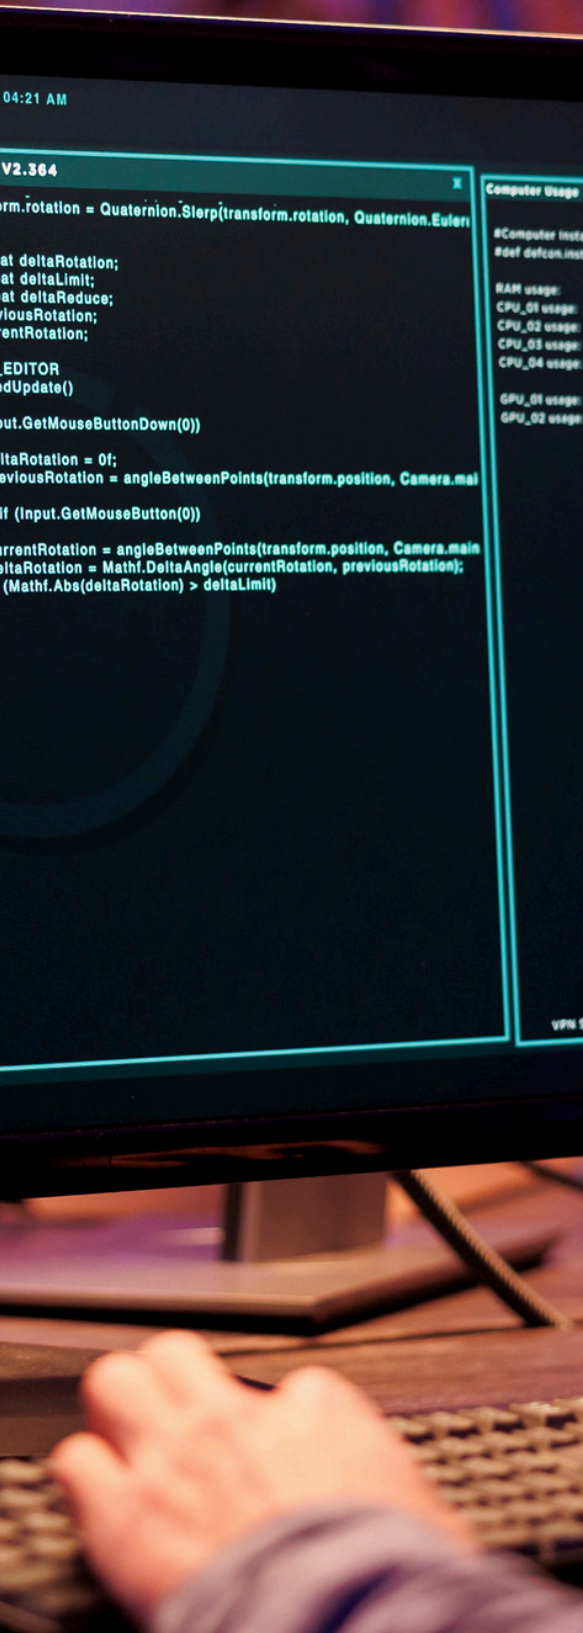 04:21 AM
V2.364
x
rm.rotation = Quaternion.Slerp(transform.rotation, Quaternion.Euler(
at deltaRotation;
at deltaLimit;
at deltaReduce;
viousRotation;
rentRotation;
_EDITOR
edUpdate()
put.GetMouseButtonDown(0))
ltaRotation = 0f;
eviousRotation = angleBetweenPoints(transform.position, Camera.mai
if (Input.GetMouseButton(0))
urrentRotation = angleBetweenPoints(transform.position, Camera.main
eltaRotation = Mathf.DeltaAngle(currentRotation, previousRotation);
(Mathf.Abs(deltaRotation) > deltaLimit)
Computer Usage
#Computer Insta
#def defcon.inst
RAM usage:
CPU_01 usage:
CPU_02 usage:
CPU_03 usage:
CPU_04 usage:
GPU_01 usage:
GPU_02 usage:
VPN